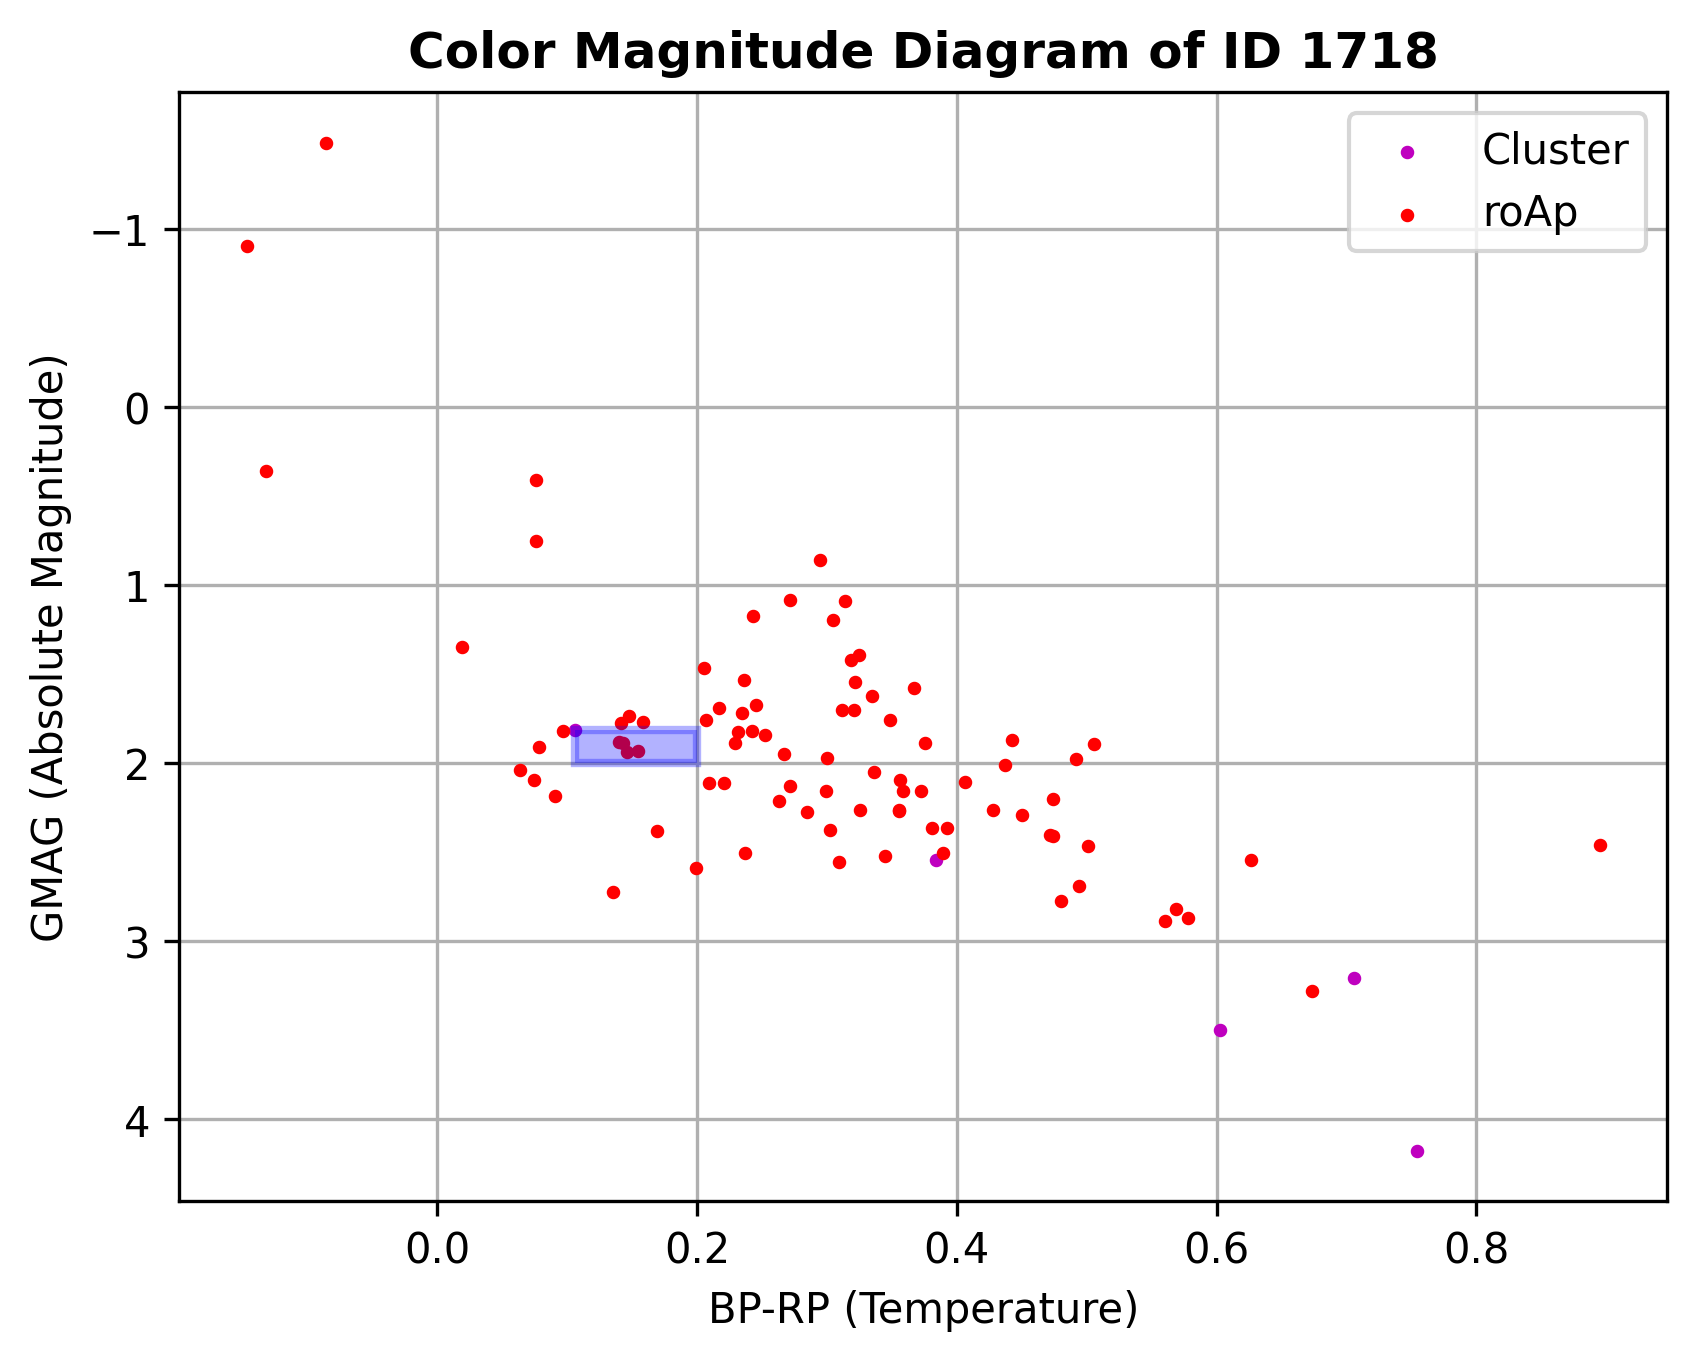 Color Magnitude Diagram of ID 1718
Cluster
roAp
GMAG (Absolute Magnitude)
−1
0
1
2
3
4
0.0 0.2 0.4 0.6 0.8
BP-RP (Temperature)